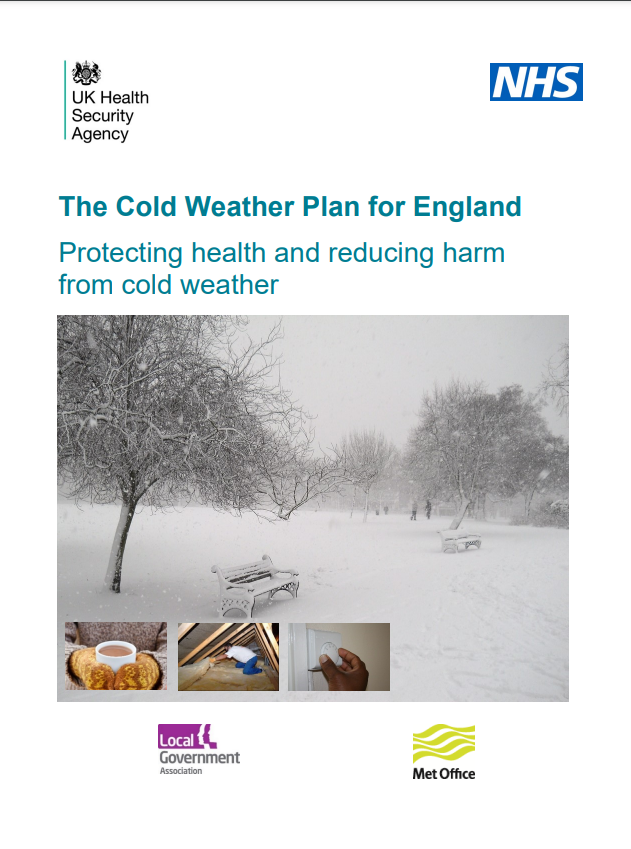 UK Health
Security
Agency
NHS
The Cold Weather Plan for England
Protecting health and reducing harm
from cold weather
Local
Government
Association
Met Office